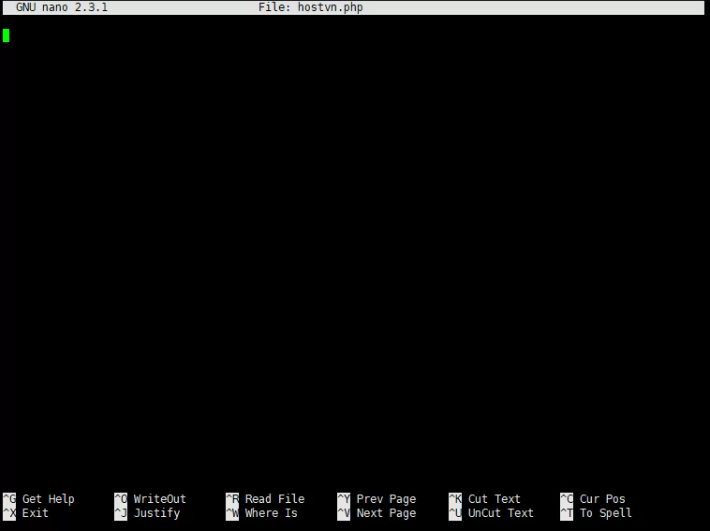 GNU nano 2.3.1 File: hostvn.php
^G Get Help ^O WriteOut ^R Read File ^Y Prev Page ^K Cut Text ^C Cur Pos
^X Exit ^J Justify ^W Where Is ^V Next Page ^U UnCut Text ^T To Spell